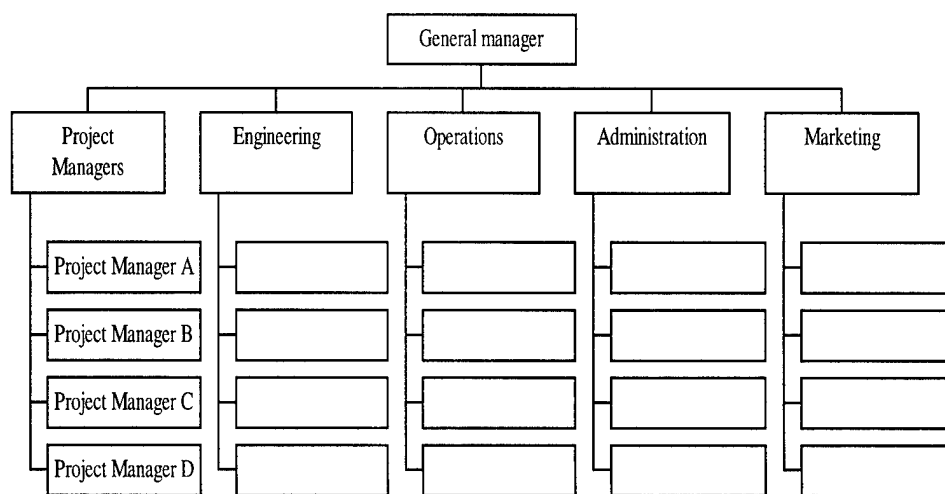 General manager
Project
Managers
Engineering
Operations
Administration
Marketing
Project Manager A
Project Manager B
Project Manager C
Project Manager D